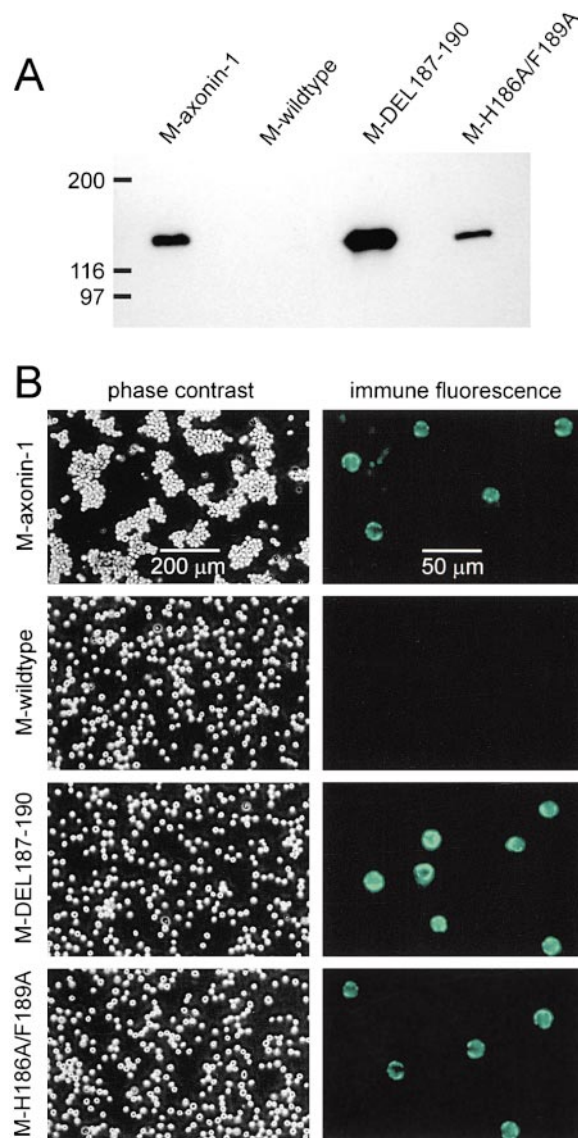 A
M-axonin-1
M-wildtype
M-DEL187-190
M-H186A/F189A
200
116
97
B
phase contrast
immune fluorescence
M-axonin-1
200 µm
50 µm
M-wildtype
M-DEL187-190
M-H186A/F189A